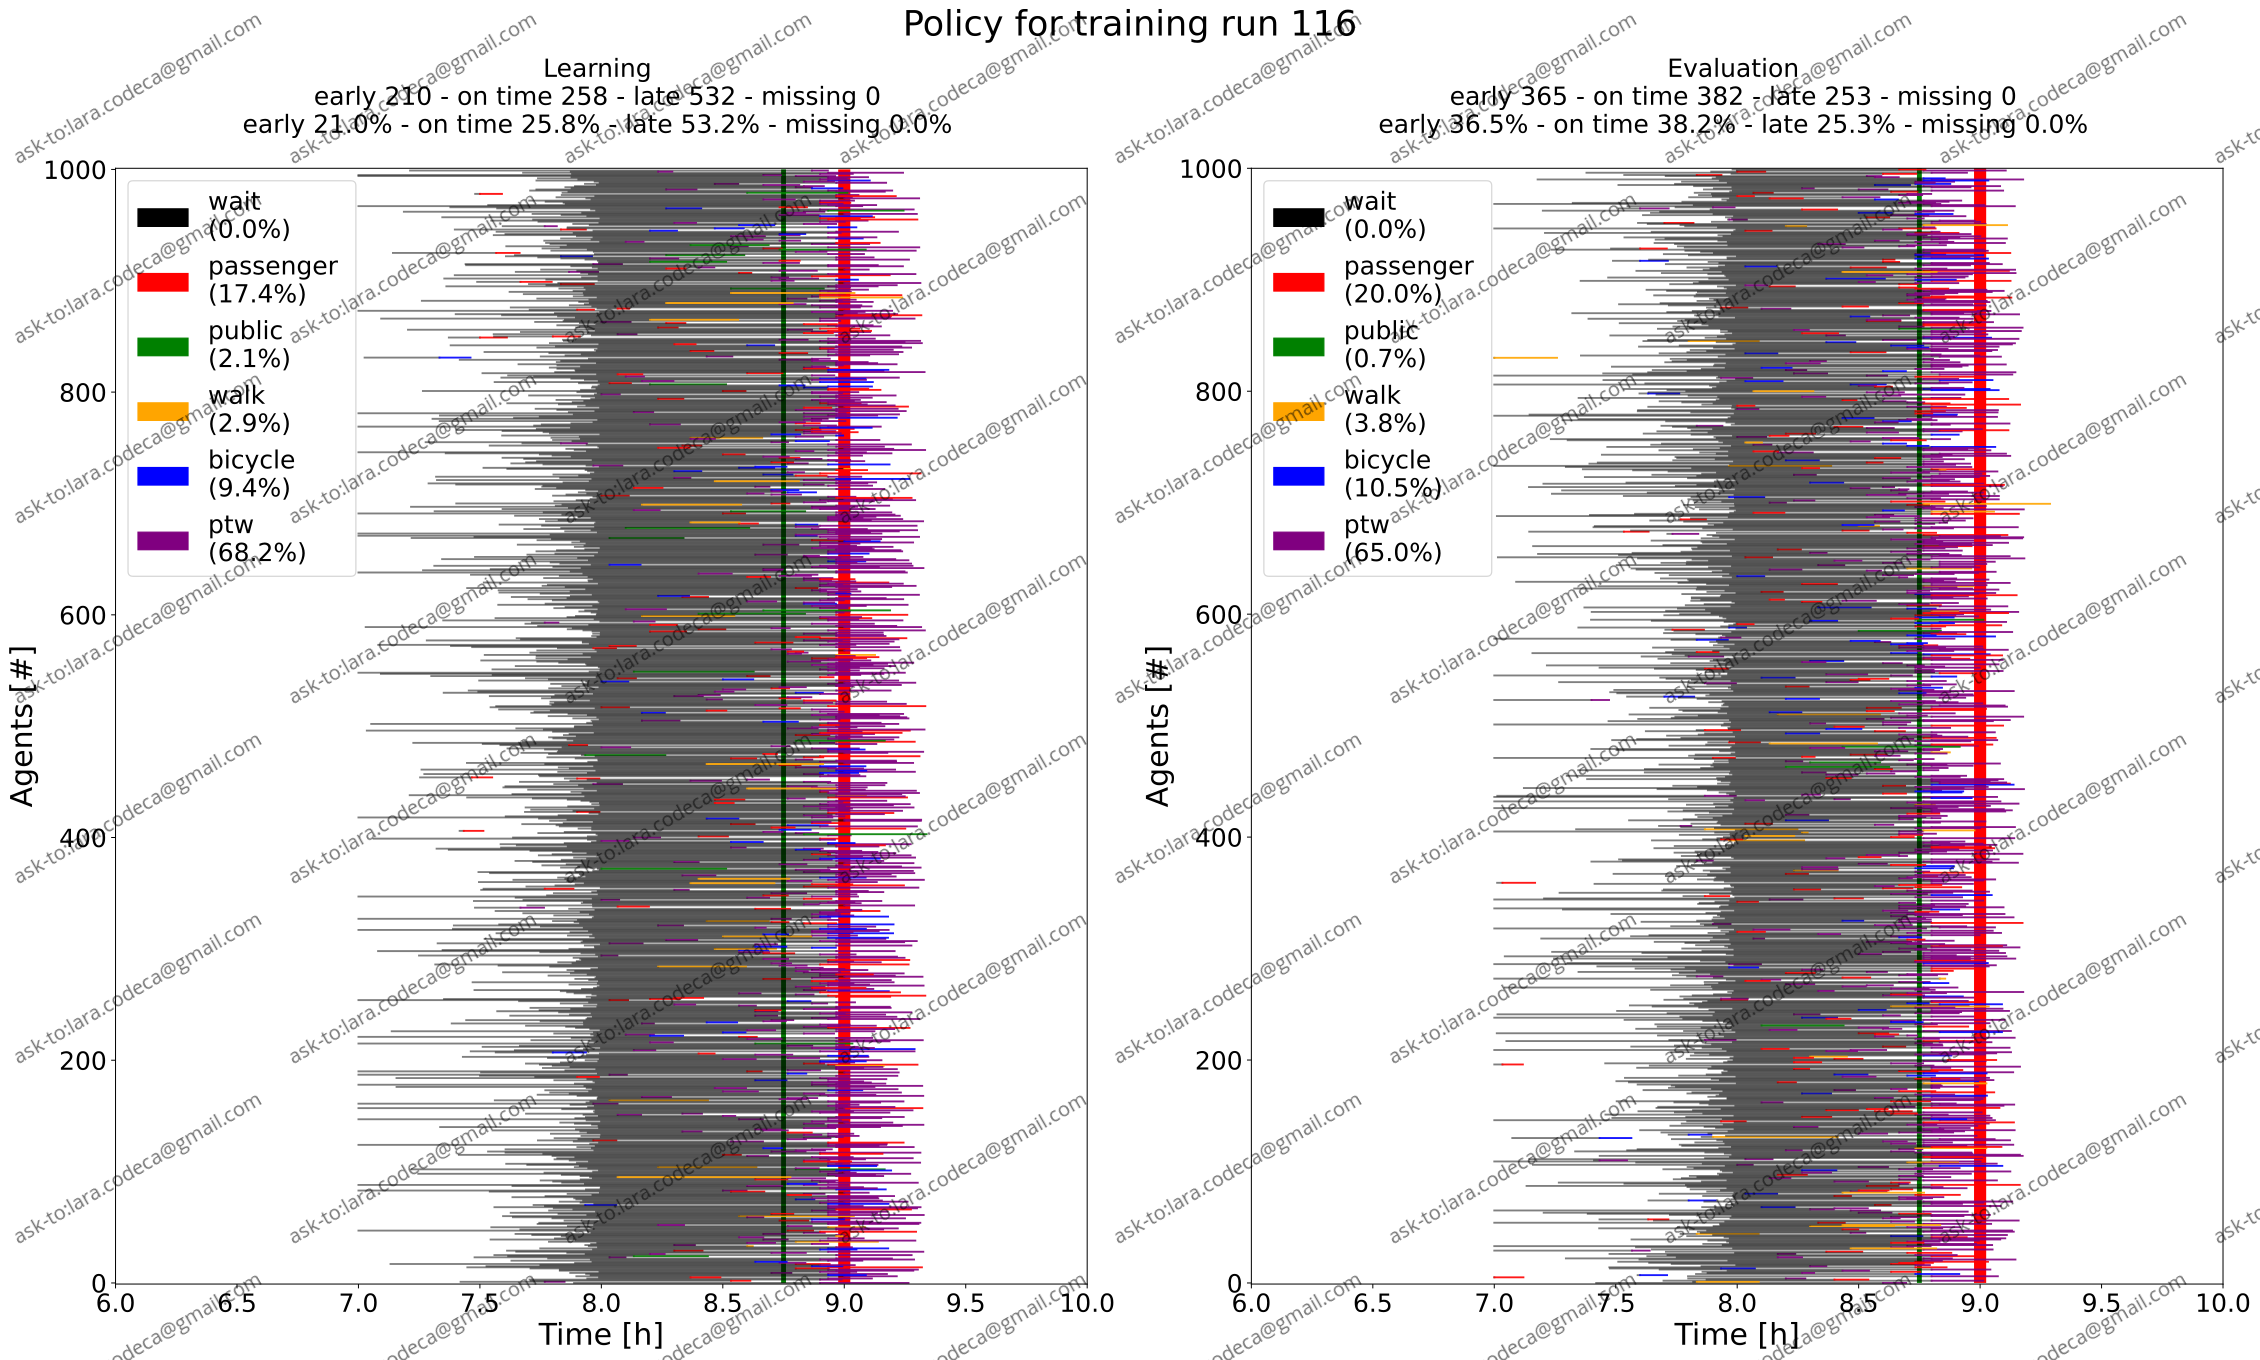 Policy for training run 116
Learning
early 210 - on time 258 - late 532 - missing 0
early 21.0% - on time 25.8% - late 53.2% - missing 0.0%
1000
800
600
400
200
0
Agents [#]
wait
(0.0%)
passenger
(17.4%)
public
(2.1%)
walk
(2.9%)
bicycle
(9.4%)
ptw
(68.2%)
6.0 6.5 7.0 7.5 8.0 8.5 9.0 9.5 10.0
Time [h]
Evaluation
early 365 - on time 382 - late 253 - missing 0
early 36.5% - on time 38.2% - late 25.3% - missing 0.0%
1000
800
600
400
200
0
Agents [#]
wait
(0.0%)
passenger
(20.0%)
public
(0.7%)
walk
(3.8%)
bicycle
(10.5%)
ptw
(65.0%)
6.0 6.5 7.0 7.5 8.0 8.5 9.0 9.5 10.0
Time [h]
ask-to:lara.codeca@gmail.com